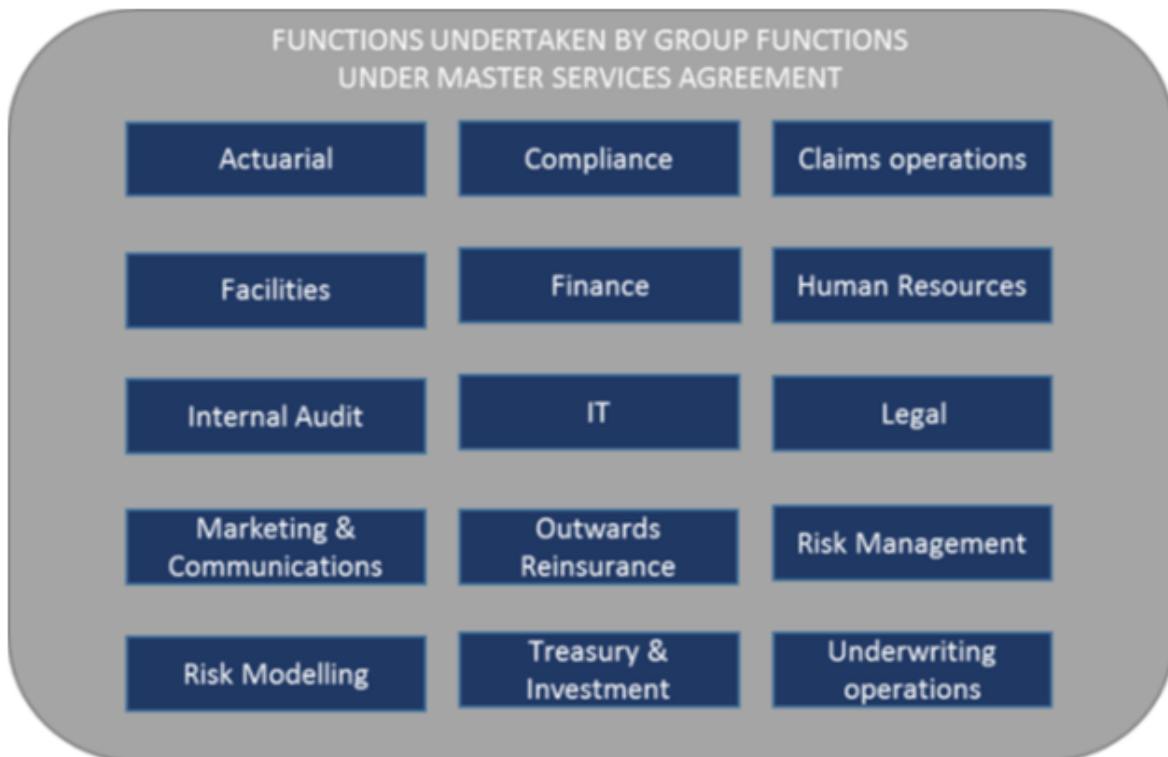 FUNCTIONS UNDERTAKEN BY GROUP FUNCTIONS
UNDER MASTER SERVICES AGREEMENT
Actuarial
Compliance
Claims operations
Facilities
Finance
Human Resources
Internal Audit
IT
Legal
Marketing &
Communications
Outwards
Reinsurance
Risk Management
Risk Modelling
Treasury &
Investment
Underwriting
operations